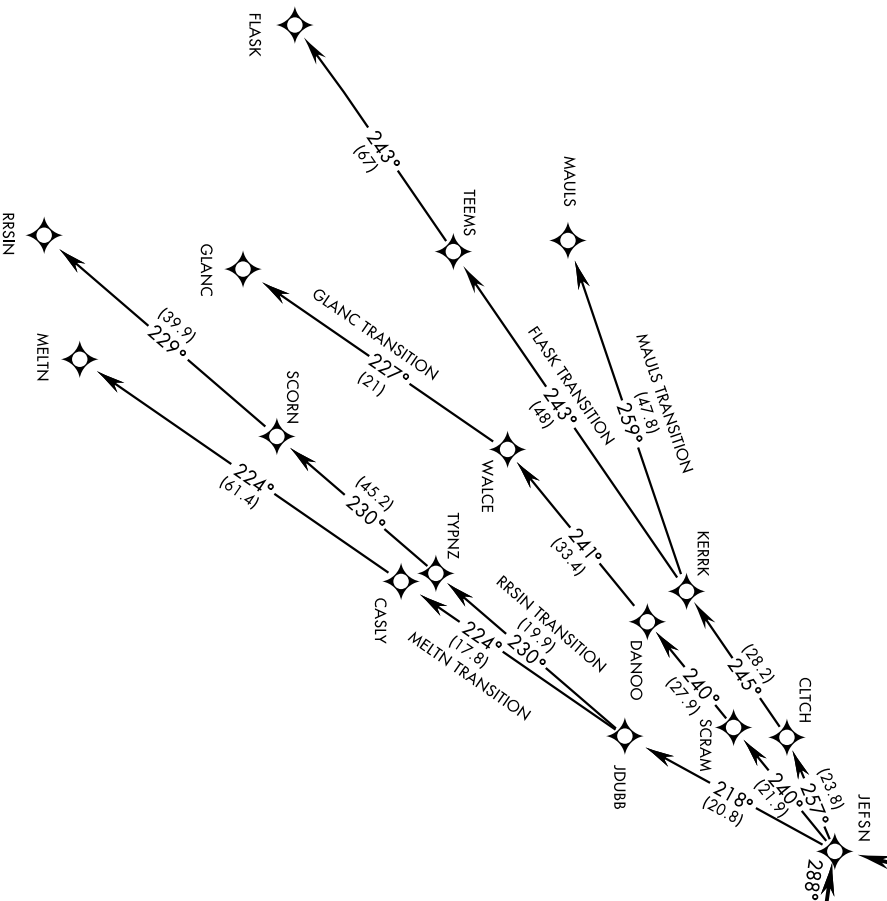 FLASK
243°
(67)
MAULS
TEEMS
RRSIN
GLANC
GLANC TRANSITION
227°
(21)
FLASK TRANSITION
243°
(48)
MAULS TRANSITION
(47.8)
259°
(39.9)
229°
MELTN
SCORN
WALCE
224°
(61.4)
(45.2)
230°
TYPNZ
241°
(33.4)
KERRK
CASLY
RRSIN TRANSITION
(19.9)
230°
224°
(17.8)
MELTN TRANSITION
DANOO
(28.2)
245°
240°
(27.9)
CLTCH
SCRAM
JDUBB
(23.8)
257°
240°
(21.9)
218°
(20.8)
JEFSN
288°